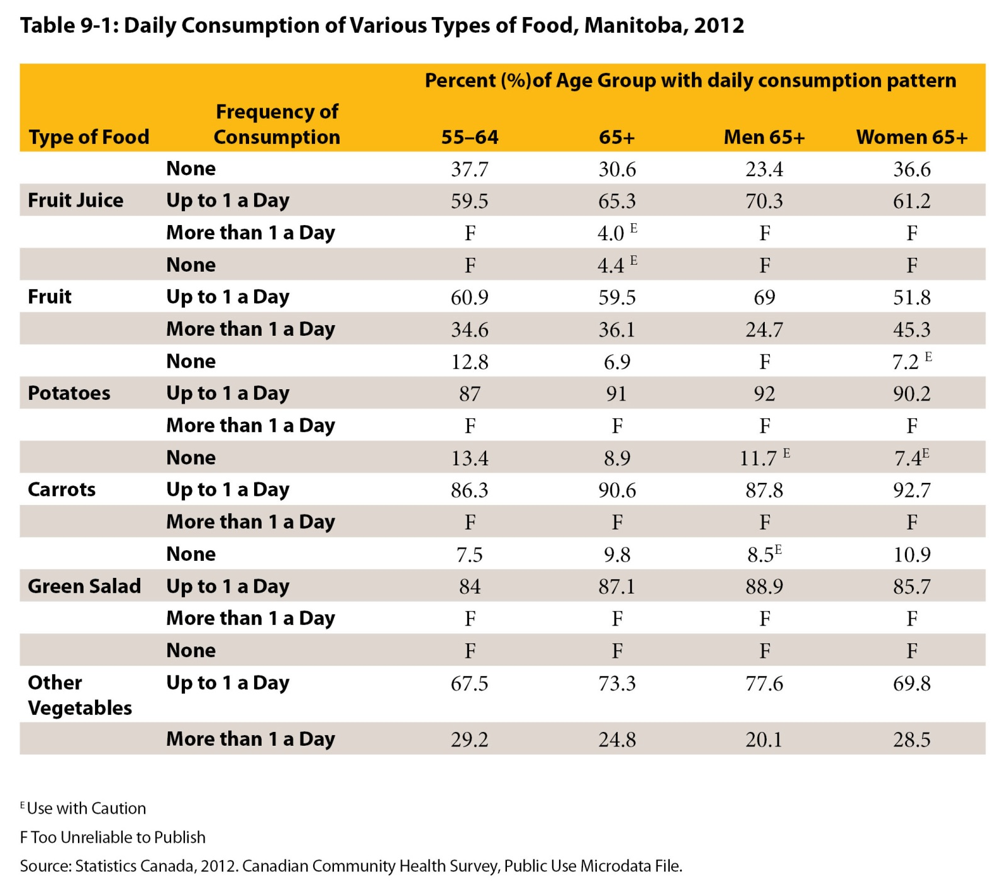 Table 9-1: Daily Consumption of Various Types of Food, Manitoba, 2012
Percent (%)of Age Group with daily consumption pattern
Type of Food Frequency of Consumption 55–64 65+ Men 65+ Women 65+
None 37.7 30.6 23.4 36.6
Fruit Juice Up to 1 a Day 59.5 65.3 70.3 61.2
More than 1 a Day F 4.0 E F F
None F 4.4 E F F
Fruit Up to 1 a Day 60.9 59.5 69 51.8
More than 1 a Day 34.6 36.1 24.7 45.3
None 12.8 6.9 F 7.2 E
Potatoes Up to 1 a Day 87 91 92 90.2
More than 1 a Day F F F F
None 13.4 8.9 11.7 E 7.4E
Carrots Up to 1 a Day 86.3 90.6 87.8 92.7
More than 1 a Day F F F F
None 7.5 9.8 8.5E 10.9
Green Salad Up to 1 a Day 84 87.1 88.9 85.7
More than 1 a Day F F F F
None F F F F
Other Vegetables Up to 1 a Day 67.5 73.3 77.6 69.8
More than 1 a Day 29.2 24.8 20.1 28.5
E Use with Caution
F Too Unreliable to Publish
Source: Statistics Canada, 2012. Canadian Community Health Survey, Public Use Microdata File.